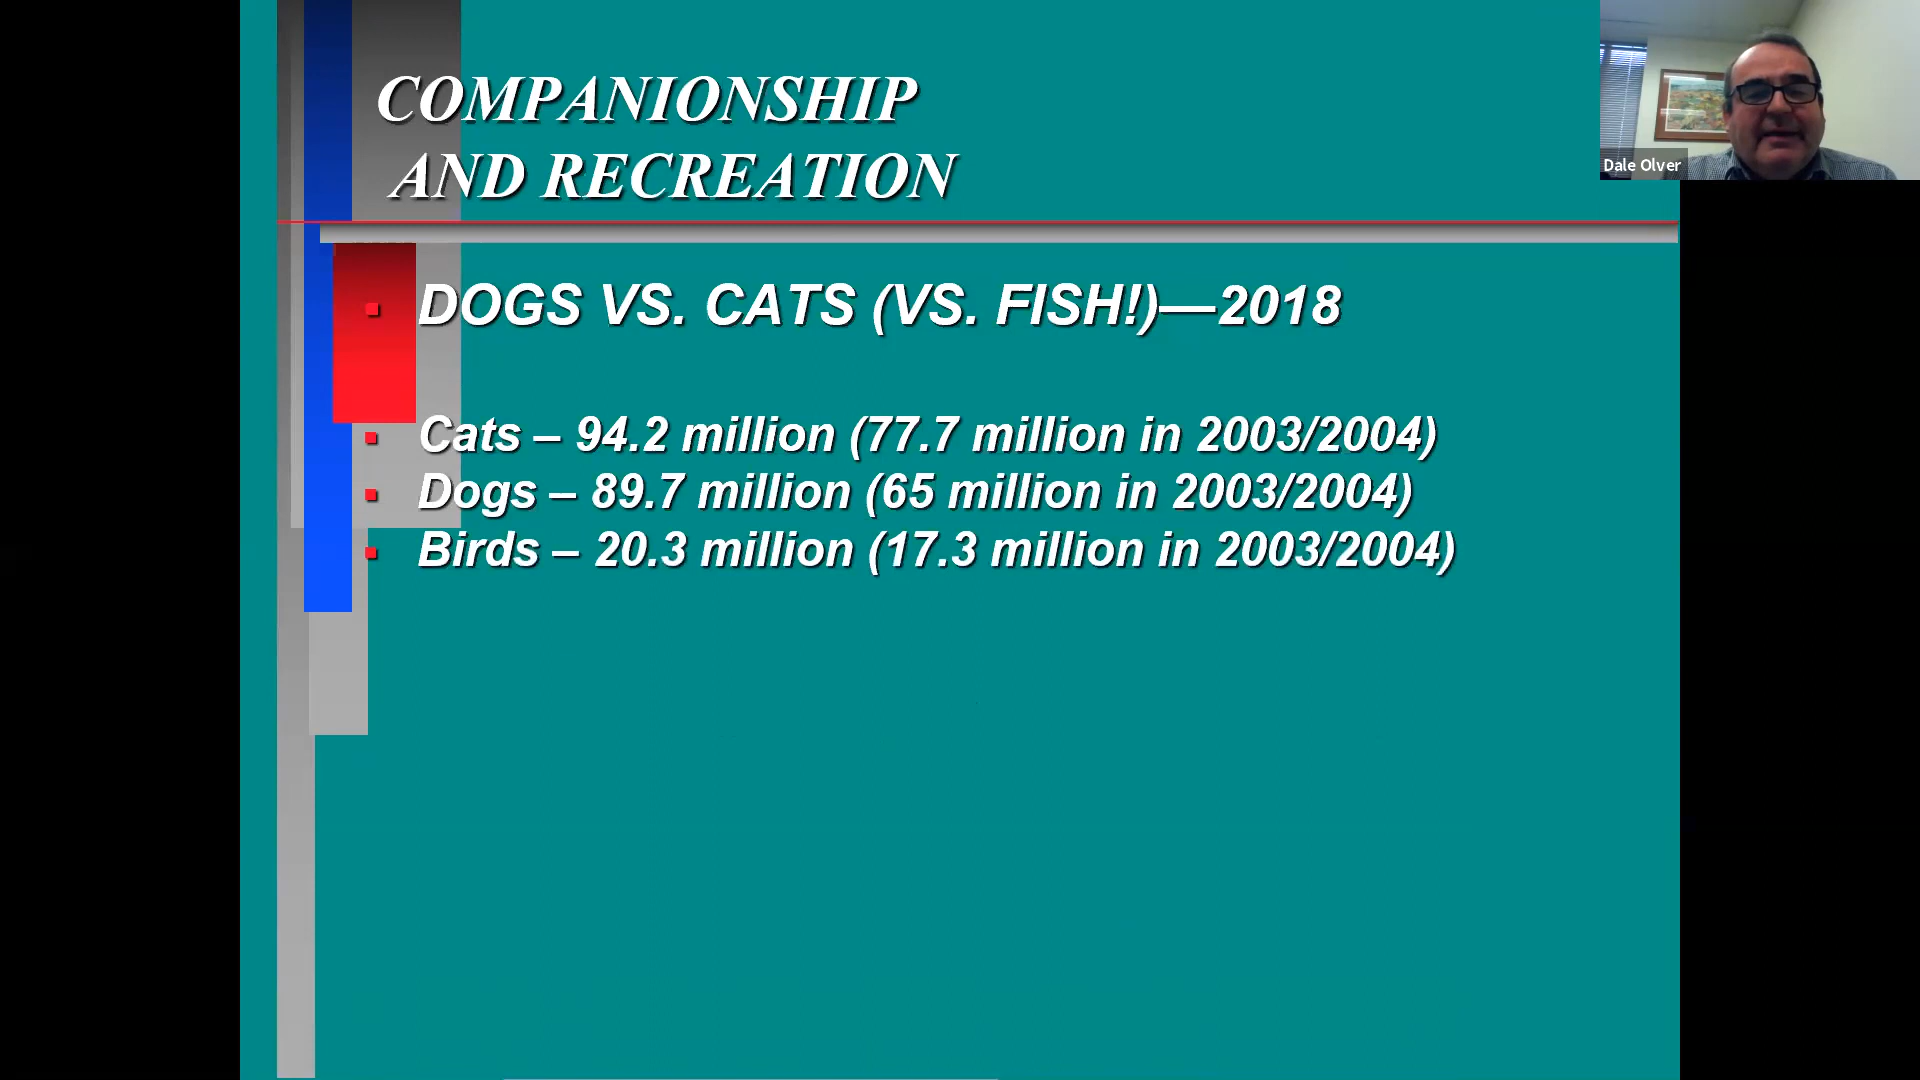 COMPANIONSHIP
AND RECREATION
Dale Olver
DOGS VS. CATS (VS. FISH!)—2018
Cats – 94.2 million (77.7 million in 2003/2004)
Dogs – 89.7 million (65 million in 2003/2004)
Birds – 20.3 million (17.3 million in 2003/2004)